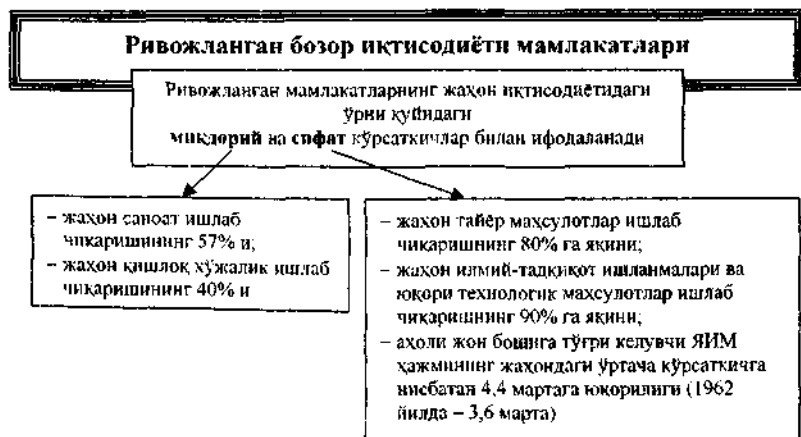 Ривожланган бозор иқтисодиёти мамлакатлари
Ривожланган мамлакатларнинг жаҳон иқтисодиётидаги
ўрни қуйидаги
миқдорий ва сифат кўрсаткичлар билан ифодаланади
– жаҳон саноат ишлаб
чиқаришининг 57% и;
– жаҳон қишлоқ хўжалик ишлаб
чиқаришининг 40% и
– жаҳон тайёр маҳсулотлар ишлаб
чиқаришнинг 80% га яқини;
– жаҳон илмий-тадқиқот ишланмалари ва
юқори технологик маҳсулотлар ишлаб
чиқаришнинг 90% га яқини;
– аҳоли жон бошига тўғри келувчи ЯИМ
ҳажмининг жаҳондаги ўртача кўрсаткичга
нисбатан 4,4 мартага юқорилиги (1962
йилда – 3,6 марта)